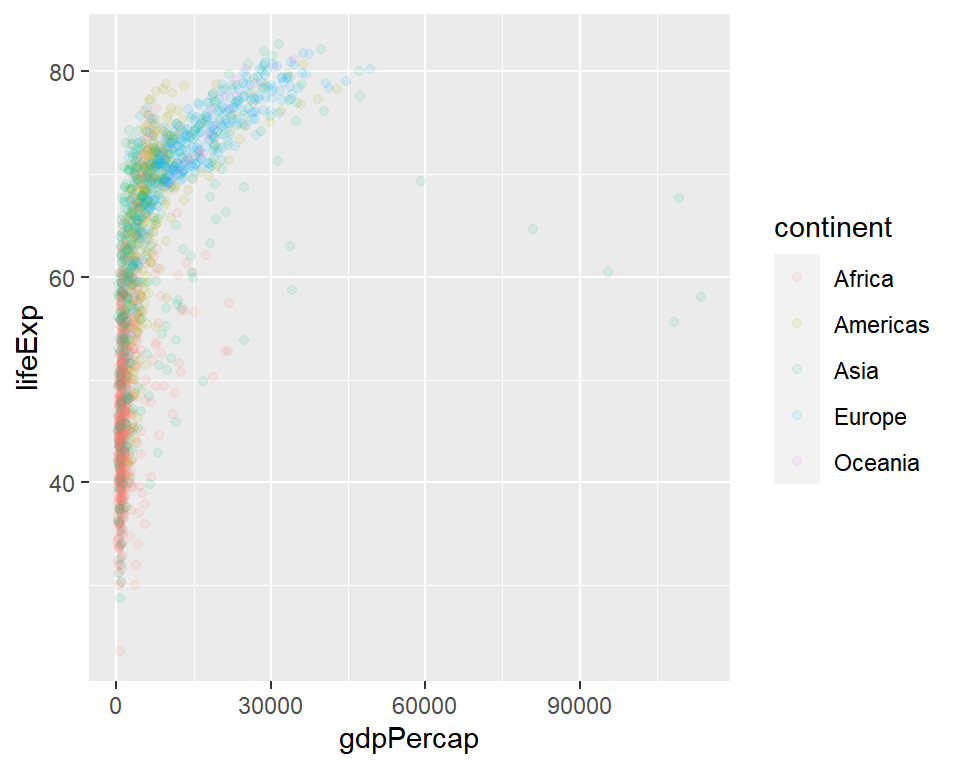 80
60
40
lifeExp
0 30000 60000 90000
gdpPercap
continent
Africa
Americas
Asia
Europe
Oceania